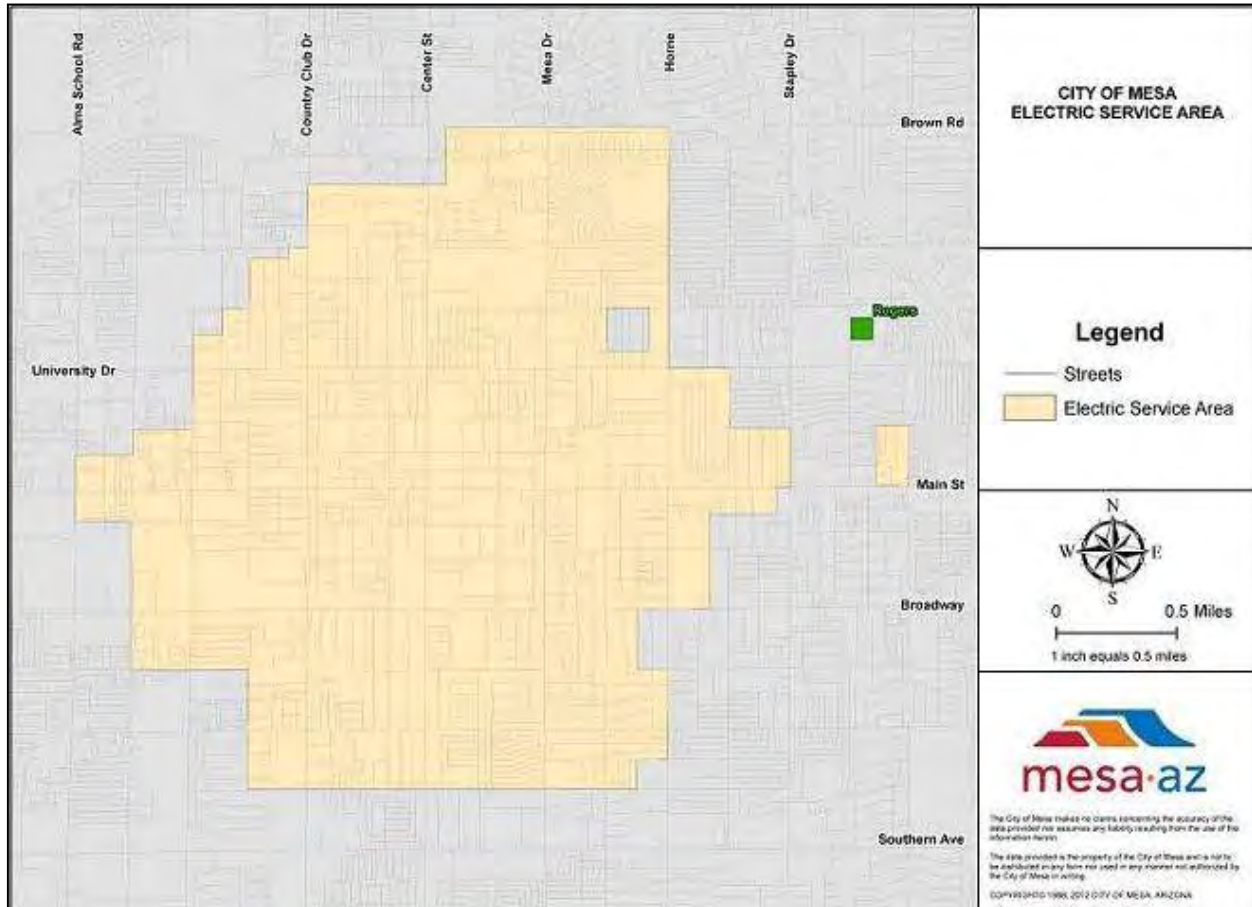 Alma School Rd
Country Club Dr
Center St
Mesa Dr
Horne
Stapley Dr
Brown Rd
Rogers
University Dr
Main St
Broadway
Southern Ave
CITY OF MESA
ELECTRIC SERVICE AREA
Legend
Streets
Electric Service Area
N
W
E
S
0
0.5 Miles
1 inch equals 0.5 miles
mesa·az
The City of Mesa makes no claims concerning the accuracy of the
data provided nor assumes any liability resulting from the use of the
information herein.
The data provided is the property of the City of Mesa and is not to
be distributed in any form nor used in any manner not authorized by
the City of Mesa in writing.
COPYRIGHT© 1988, 2012 CITY OF MESA, ARIZONA